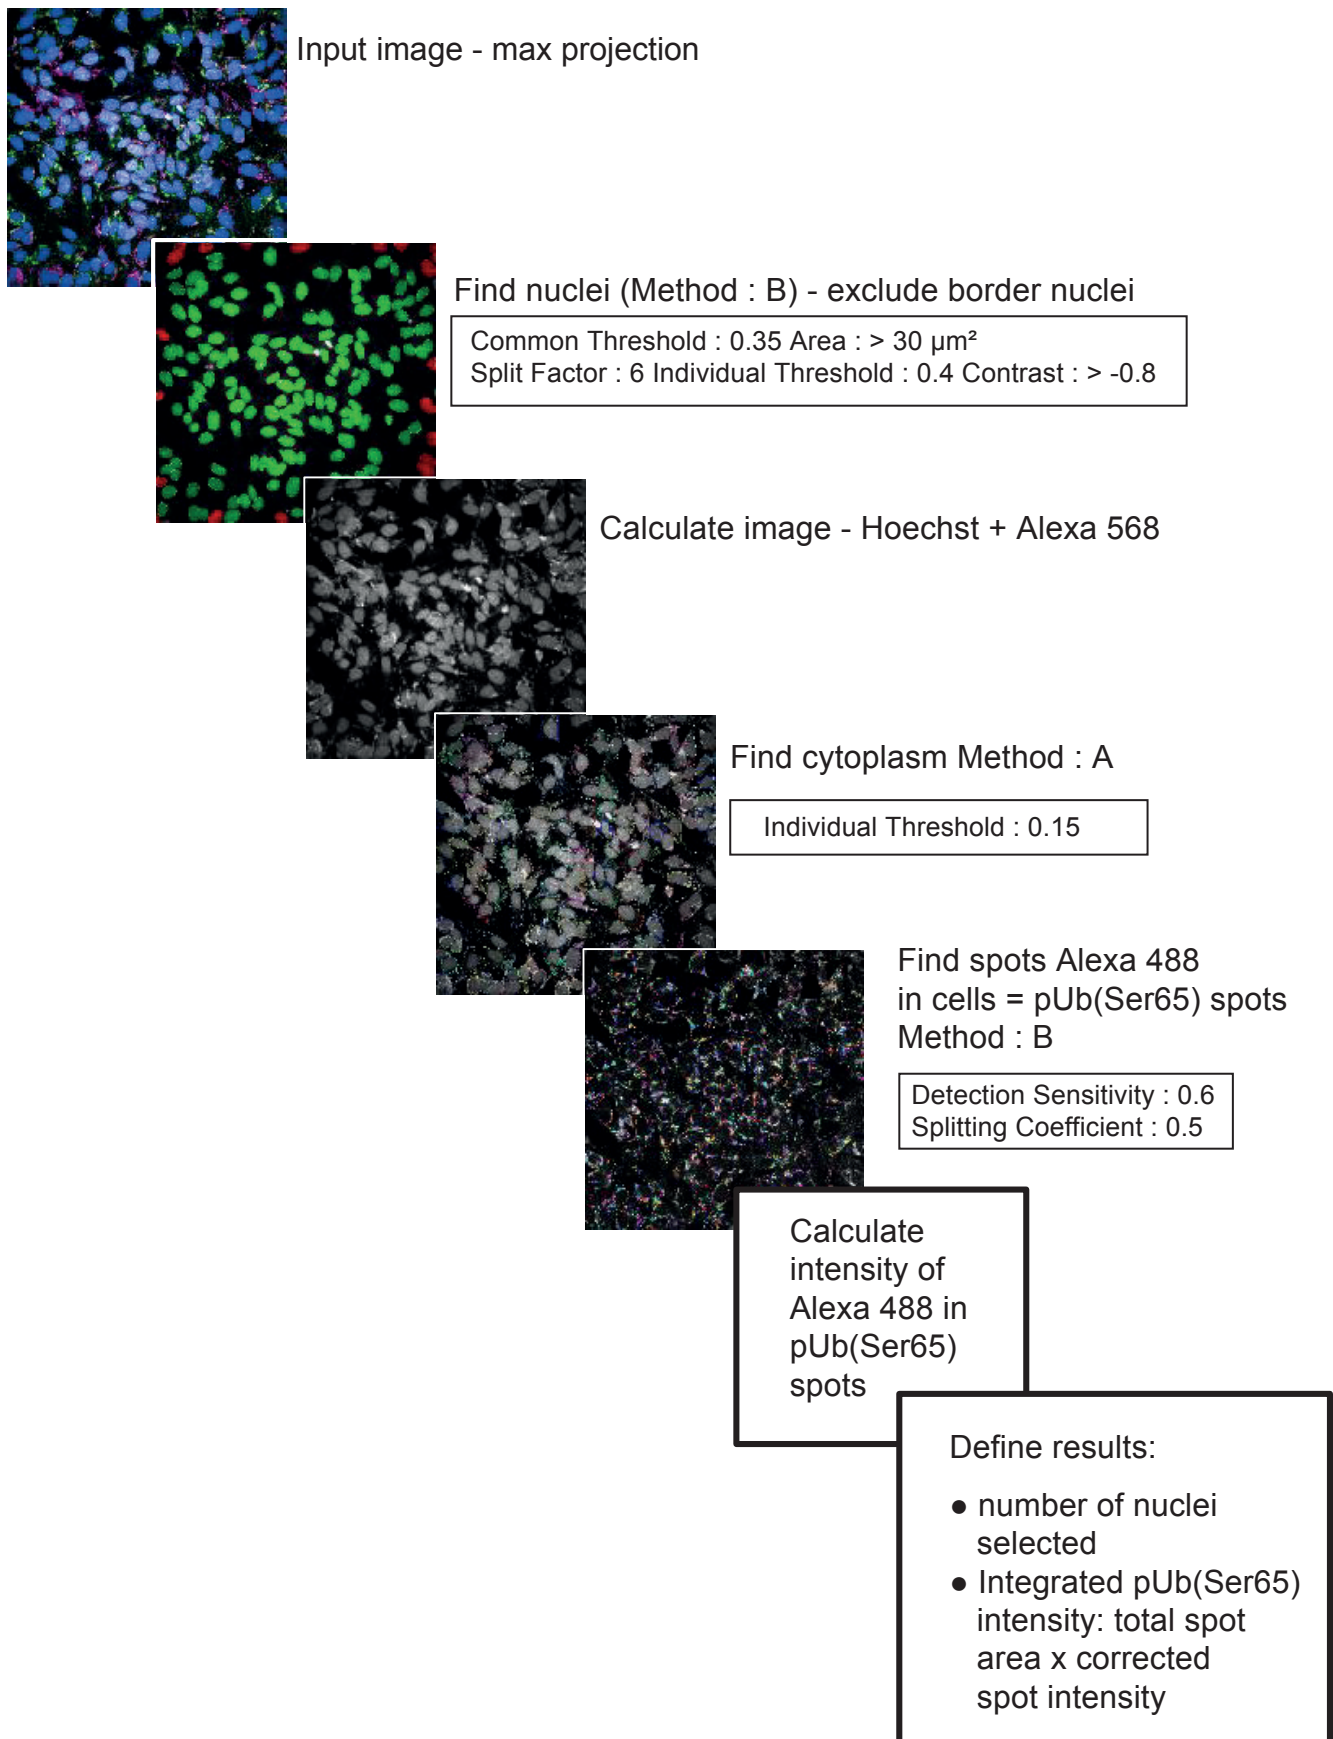 Input image - max projection
Find nuclei (Method : B) - exclude border nuclei
Common Threshold : 0.35 Area : > 30 µm²
Split Factor : 6 Individual Threshold : 0.4 Contrast : > -0.8
Calculate image - Hoechst + Alexa 568
Find cytoplasm Method : A
Individual Threshold : 0.15
Find spots Alexa 488
in cells = pUb(Ser65) spots
Method : B
Detection Sensitivity : 0.6
Splitting Coefficient : 0.5
Calculate
intensity of
Alexa 488 in
pUb(Ser65)
spots
Define results:
● number of nuclei
selected
● Integrated pUb(Ser65)
intensity: total spot
area x corrected
spot intensity